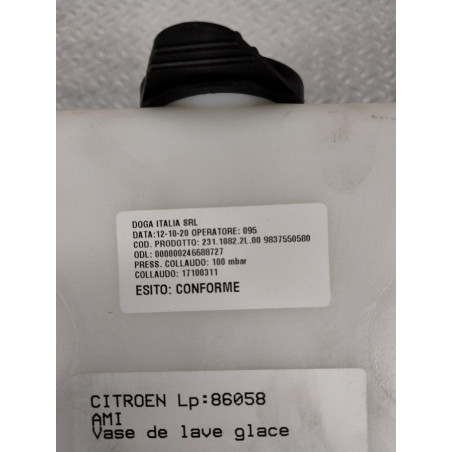 DOGA ITALIA SRL
DATA:12-10-20 OPERATORE: 095
COD. PRODOTTO: 231.1082.2L.00 9837550580
ODL: 000000246688727
PRESS. COLLAUDO: 100 mbar
COLLAUDO: 17100311
ESITO: CONFORME
CITROEN Lp:86058
AMI
Vase de lave glace